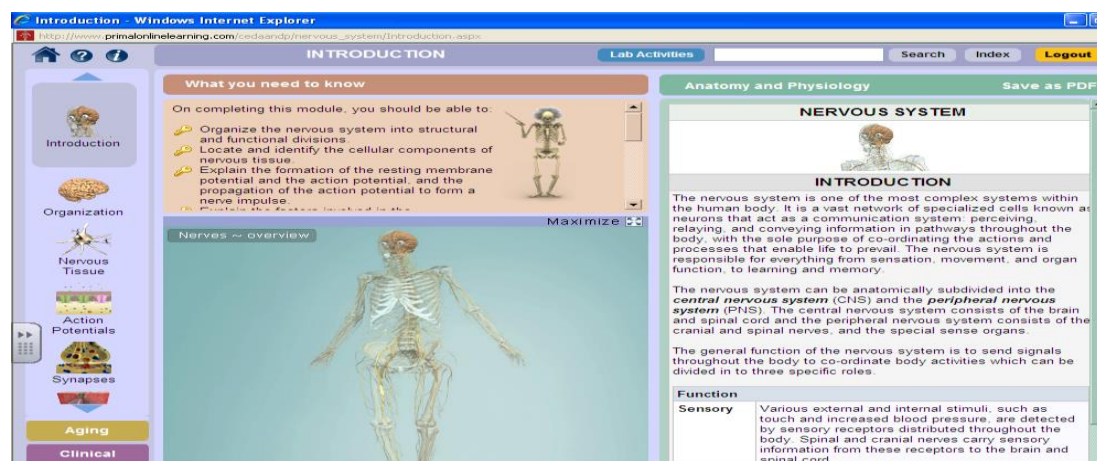 Introduction - Windows Internet Explorer
http://www.primalonlinelearning.com/cedaandp/nervous_system/Introduction.aspx
INTRODUCTION
Lab Activities
Search
Index
Logout
Introduction
Organization
Nervous
Tissue
Action
Potentials
Synapses
Aging
Clinical
What you need to know
On completing this module, you should be able to:
Organize the nervous system into structural
and functional divisions.
Locate and identify the cellular components of
nervous tissue.
Explain the formation of the resting membrane
potential and the action potential, and the
propagation of the action potential to form a
nerve impulse.
Explain the factors involved in the
Maximize
Nerves ~ overview
Anatomy and Physiology
Save as PDF
NERVOUS SYSTEM
INTRODUCTION
The nervous system is one of the most complex systems within
the human body. It is a vast network of specialized cells known as
neurons that act as a communication system: perceiving,
relaying, and conveying information in pathways throughout the
body, with the sole purpose of co-ordinating the actions and
processes that enable life to prevail. The nervous system is
responsible for everything from sensation, movement, and organ
function, to learning and memory.
The nervous system can be anatomically subdivided into the
central nervous system (CNS) and the peripheral nervous
system (PNS). The central nervous system consists of the brain
and spinal cord and the peripheral nervous system consists of the
cranial and spinal nerves, and the special sense organs.
The general function of the nervous system is to send signals
throughout the body to co-ordinate body activities which can be
divided in to three specific roles.
Function
Sensory
Various external and internal stimuli, such as
touch and increased blood pressure, are detected
by sensory receptors distributed throughout the
body. Spinal and cranial nerves carry sensory
information from these receptors to the brain and
spinal cord